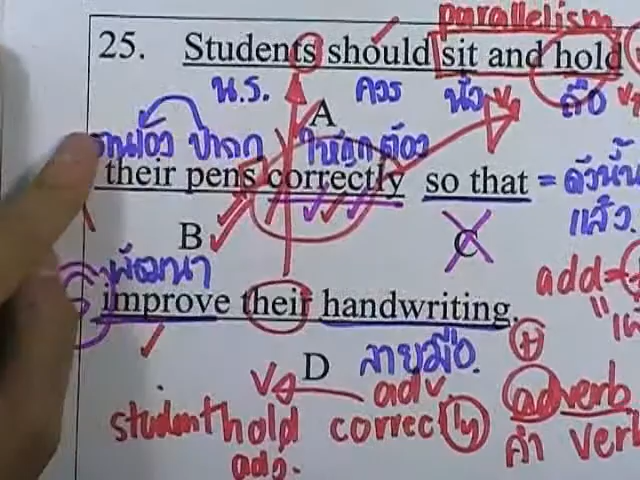 parallelism
25. Students should sit and hold
น.ร. ควร นั่ง ถือ
A
ปากกา ให้ถูกต้อง
their pens correctly so that = ดังนั้น
B C แล้ว.
พัฒนา add=
improve their handwriting.
D ลายมือ. +
V adv adverb
student hold correctly คำ verb
adj.